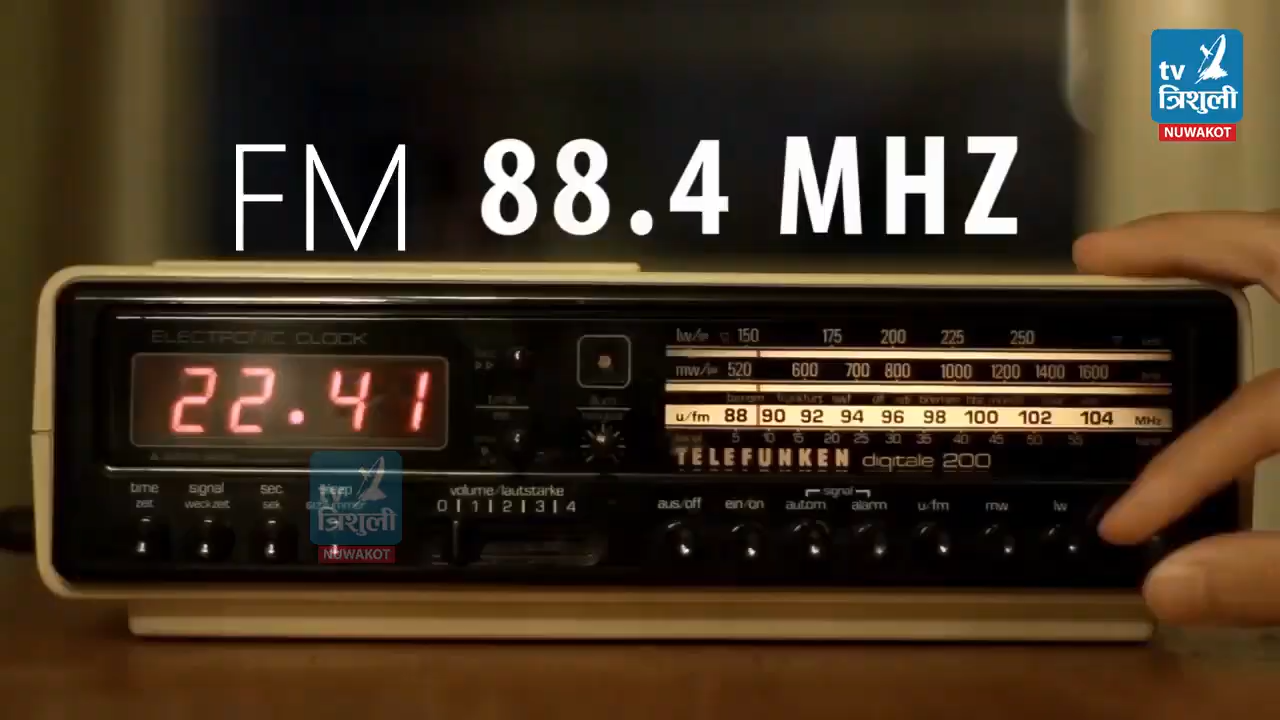 tv
त्रिशुली
NUWAKOT
FM 88.4 MHZ
ELECTRONIC CLOCK
22.41
lw/ 150 175 200 225 250
mw/ 520 600 700 800 1000 1200 1400 1600
u/fm 88 90 92 94 96 98 100 102 104 MHz
5 10 15 20 25 30 35 40 45 50 55
TELEFUNKEN digitale 200
time signal sec
zeit weckzeit sek
volume/lautstärke
0 1 2 3 4
signal
aus/off ein/on autom. alarm u/fm mw lw
त्रिशुली
NUWAKOT